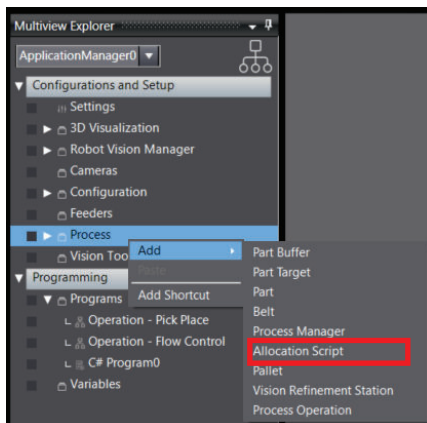 Multiview Explorer
ApplicationManager0
Configurations and Setup
Settings
3D Visualization
Robot Vision Manager
Cameras
Configuration
Feeders
Process
Vision Too
Add
Paste
Add Shortcut
Part Buffer
Part Target
Part
Belt
Process Manager
Allocation Script
Pallet
Vision Refinement Station
Process Operation
Programming
Programs
Operation - Pick Place
Operation - Flow Control
C# Program0
Variables